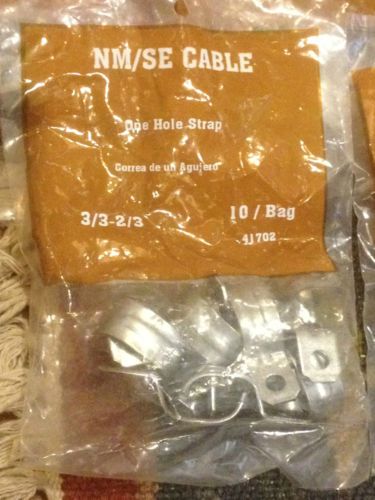 NM/SE CABLE
One Hole Strap
Correa de un Agujero
3/3-2/3 10 / Bag
41702